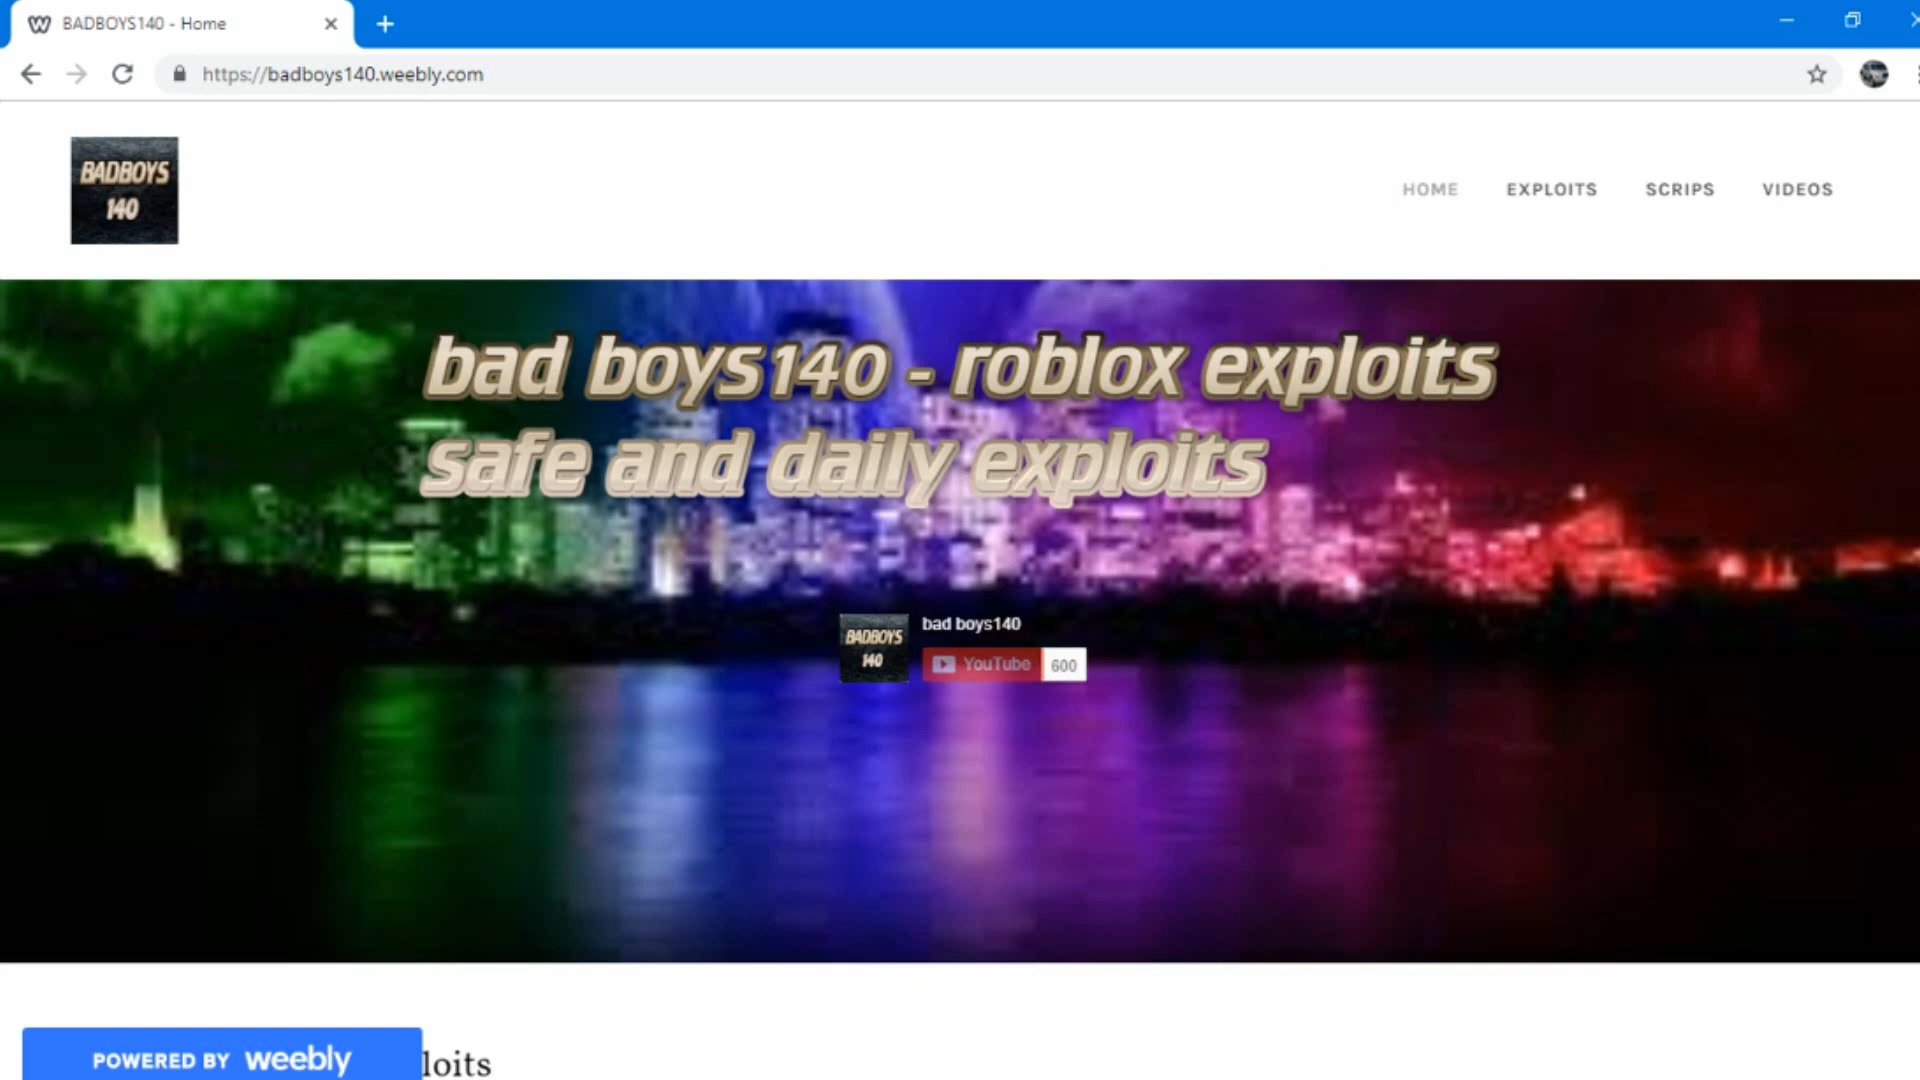 BADBOYS140 - Home
https://badboys140.weebly.com
BADBOYS
140
HOME EXPLOITS SCRIPS VIDEOS
bad boys140 - roblox exploits
safe and daily exploits
BADBOYS
140
bad boys140
YouTube 600
POWERED BY weebly
loits